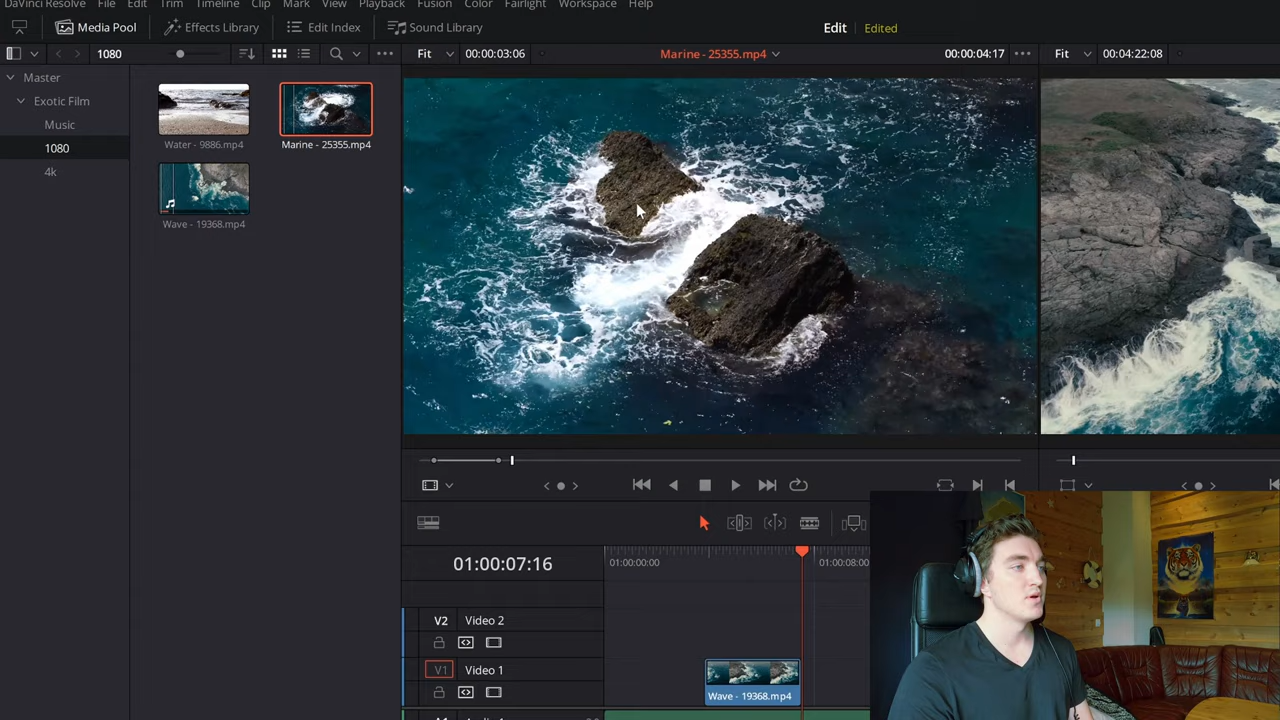 DaVinci Resolve File Edit Trim Timeline Clip Mark View Playback Fusion Color Fairlight Workspace Help
Media Pool Effects Library Edit Index Sound Library Edit Edited
1080 Fit 00:00:03:06 Marine - 25355.mp4 00:00:04:17 Fit 00:04:22:08
Master
Exotic Film
Music
1080
4k
Water - 9886.mp4 Marine - 25355.mp4
Wave - 19368.mp4
01:00:07:16 01:00:00:00 01:00:08:00
V2 Video 2
V1 Video 1
Wave - 19368.mp4